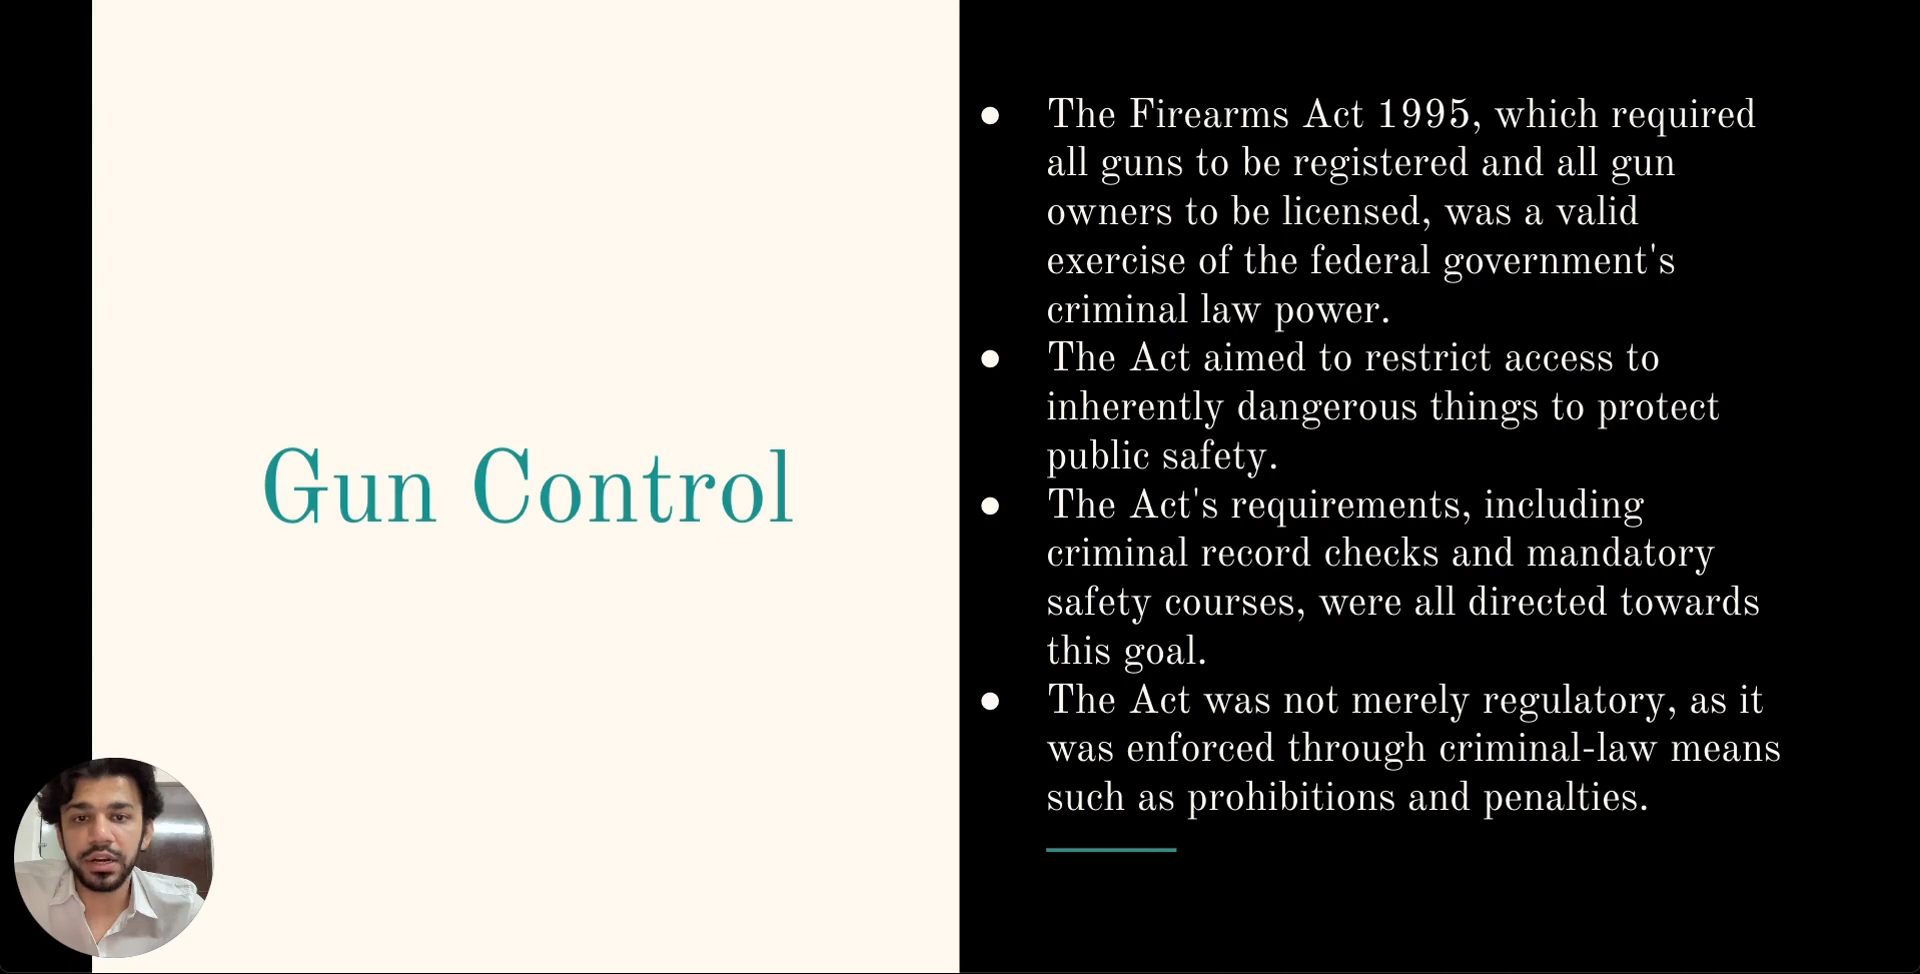 Gun Control
● The Firearms Act 1995, which required
all guns to be registered and all gun
owners to be licensed, was a valid
exercise of the federal government's
criminal law power.
● The Act aimed to restrict access to
inherently dangerous things to protect
public safety.
● The Act's requirements, including
criminal record checks and mandatory
safety courses, were all directed towards
this goal.
● The Act was not merely regulatory, as it
was enforced through criminal-law means
such as prohibitions and penalties.